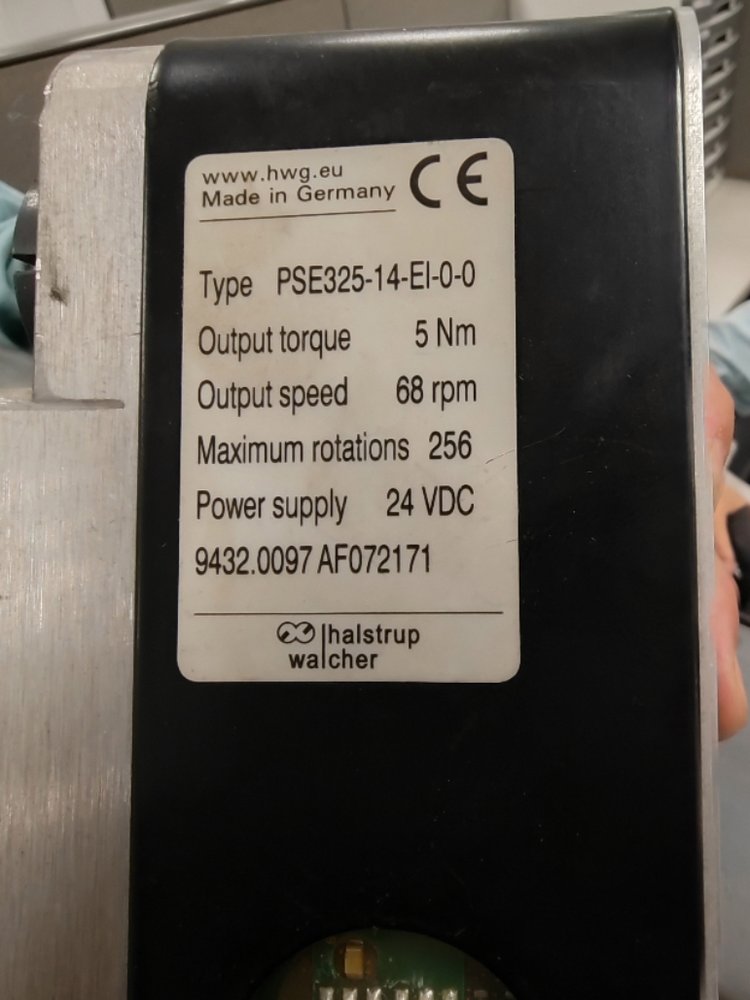 www.hwg.eu
Made in Germany CE
Type PSE325-14-EI-0-0
Output torque 5 Nm
Output speed 68 rpm
Maximum rotations 256
Power supply 24 VDC
9432.0097 AF072171
halstrup
walcher